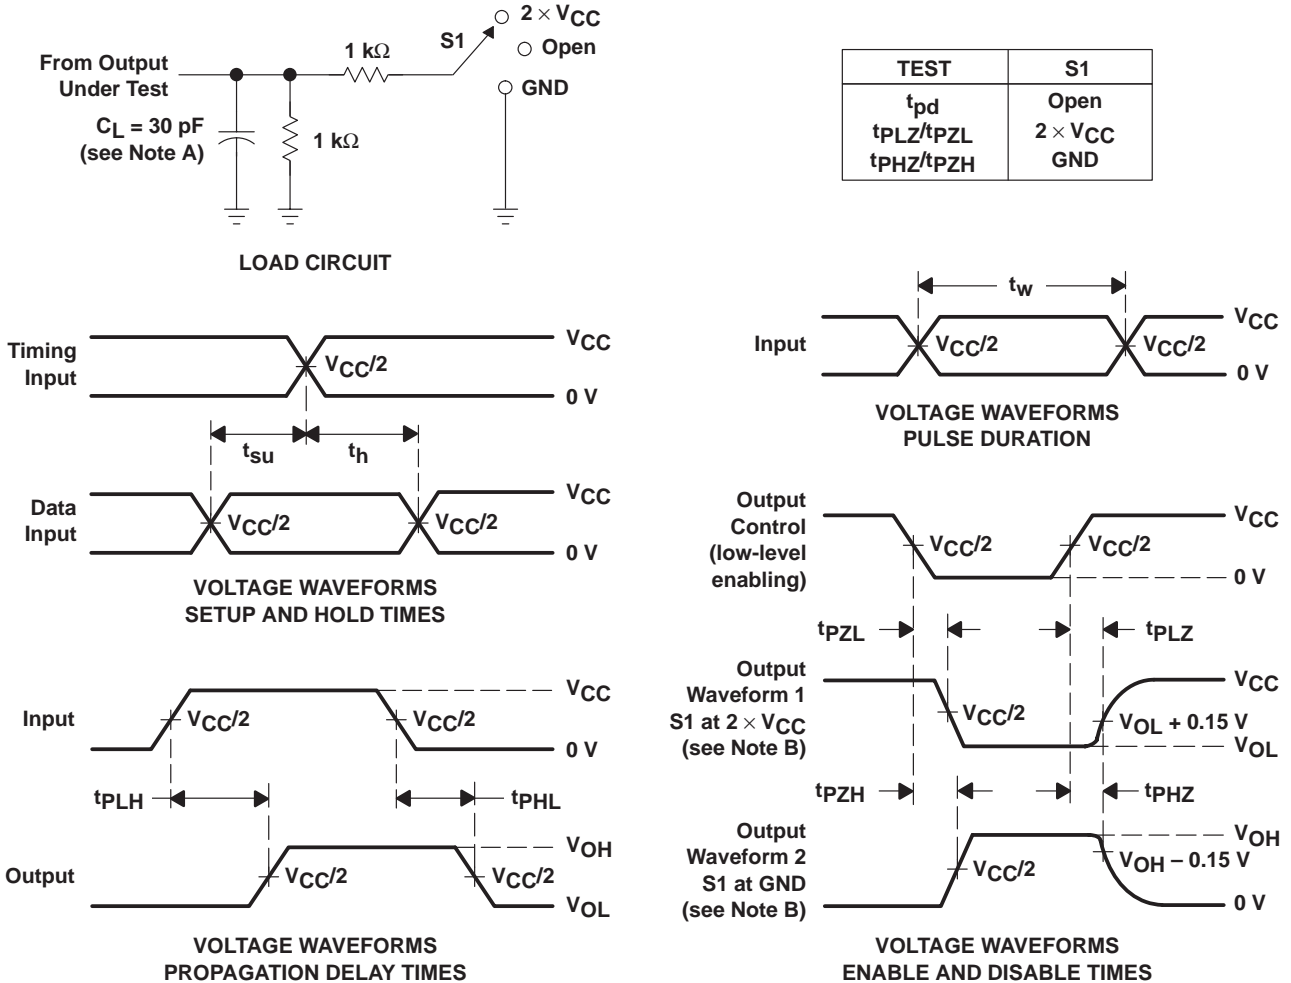 2 × VCC
S1
Open
1 kΩ
From Output
Under Test
GND
CL = 30 pF
(see Note A)
1 kΩ
LOAD CIRCUIT
TEST S1
tpd Open
tPLZ/tPZL 2 × VCC
tPHZ/tPZH GND
Timing
Input
VCC
VCC/2
0 V
tsu
th
Data
Input
VCC
VCC/2
VCC/2
0 V
VOLTAGE WAVEFORMS
SETUP AND HOLD TIMES
tw
Input
VCC
VCC/2
VCC/2
0 V
VOLTAGE WAVEFORMS
PULSE DURATION
Input
VCC
VCC/2
VCC/2
0 V
tPLH
tPHL
Output
VOH
VCC/2
VCC/2
VOL
VOLTAGE WAVEFORMS
PROPAGATION DELAY TIMES
Output
Control
(low-level
enabling)
VCC
VCC/2
VCC/2
0 V
tPZL
tPLZ
Output
Waveform 1
S1 at 2 × VCC
(see Note B)
VCC
VCC/2
VOL + 0.15 V
VOL
tPZH
tPHZ
Output
Waveform 2
S1 at GND
(see Note B)
VOH
VCC/2
VOH − 0.15 V
0 V
VOLTAGE WAVEFORMS
ENABLE AND DISABLE TIMES